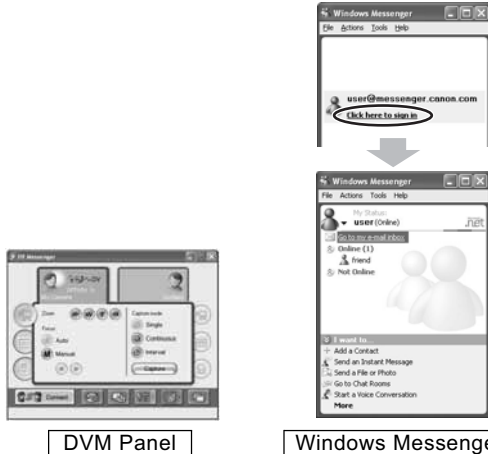 Windows Messenger
File Actions Tools Help
user@messenger.canon.com
Click here to sign in
Windows Messenger
File Actions Tools Help
My Status:
user (Online)
.net
Go to my e-mail inbox
Online (1)
friend
Not Online
I want to...
Add a Contact
Send an Instant Message
Send a File or Photo
Go to Chat Rooms
Start a Voice Conversation
More
Messenger
Zoom
Focus
Auto
Manual
Capture mode
Single
Continuous
Interval
Capture
Connect
DVM Panel
Windows Messenge